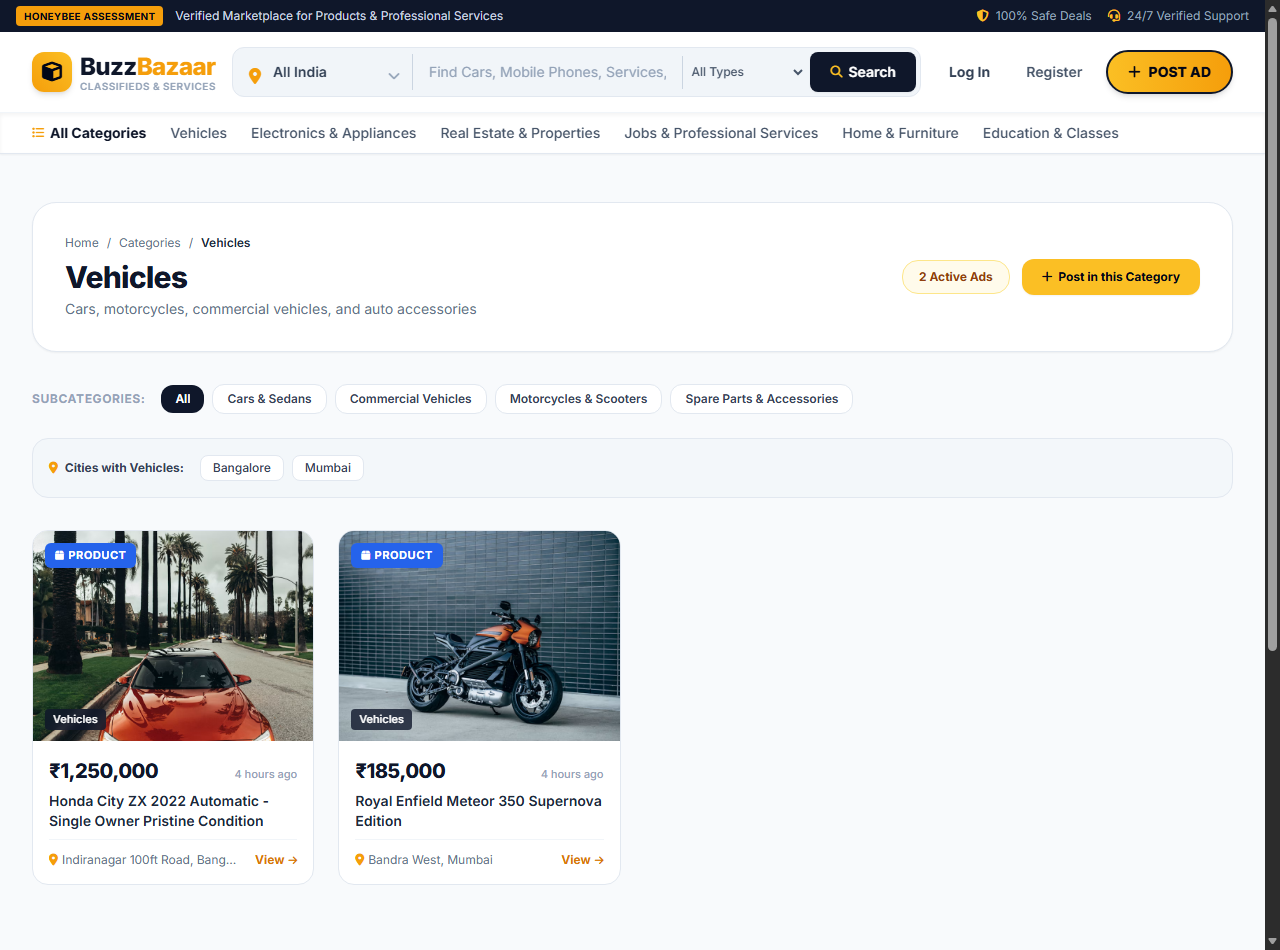 HONEYBEE ASSESSMENT Verified Marketplace for Products & Professional Services 100% Safe Deals 24/7 Verified Support
BuzzBazaar
CLASSIFIEDS & SERVICES
All India Find Cars, Mobile Phones, Services, All Types Search Log In Register + POST AD
All Categories Vehicles Electronics & Appliances Real Estate & Properties Jobs & Professional Services Home & Furniture Education & Classes
Home / Categories / Vehicles
Vehicles
Cars, motorcycles, commercial vehicles, and auto accessories
2 Active Ads + Post in this Category
SUBCATEGORIES: All Cars & Sedans Commercial Vehicles Motorcycles & Scooters Spare Parts & Accessories
Cities with Vehicles: Bangalore Mumbai
PRODUCT
Vehicles
₹1,250,000 4 hours ago
Honda City ZX 2022 Automatic -
Single Owner Pristine Condition
Indiranagar 100ft Road, Bang... View →
PRODUCT
Vehicles
₹185,000 4 hours ago
Royal Enfield Meteor 350 Supernova
Edition
Bandra West, Mumbai View →